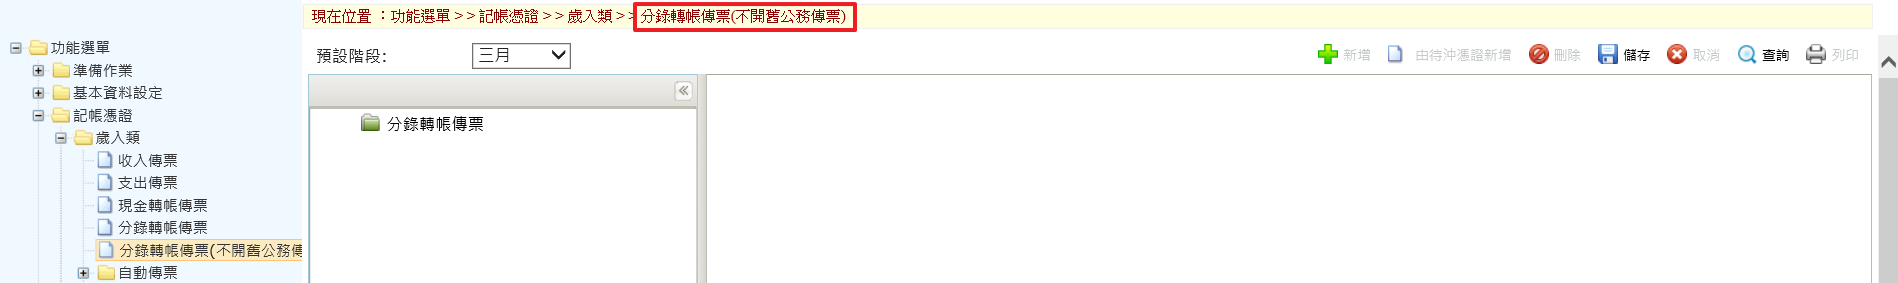 現在位置 ：功能選單 > > 記帳憑證 > > 歲入類 > > 分錄轉帳傳票(不開舊公務傳票)
預設階段:
三月
新增
由待沖憑證新增
刪除
儲存
取消
查詢
列印
功能選單
準備作業
基本資料設定
記帳憑證
歲入類
收入傳票
支出傳票
現金轉帳傳票
分錄轉帳傳票
分錄轉帳傳票(不開舊公務傳
自動傳票
分錄轉帳傳票